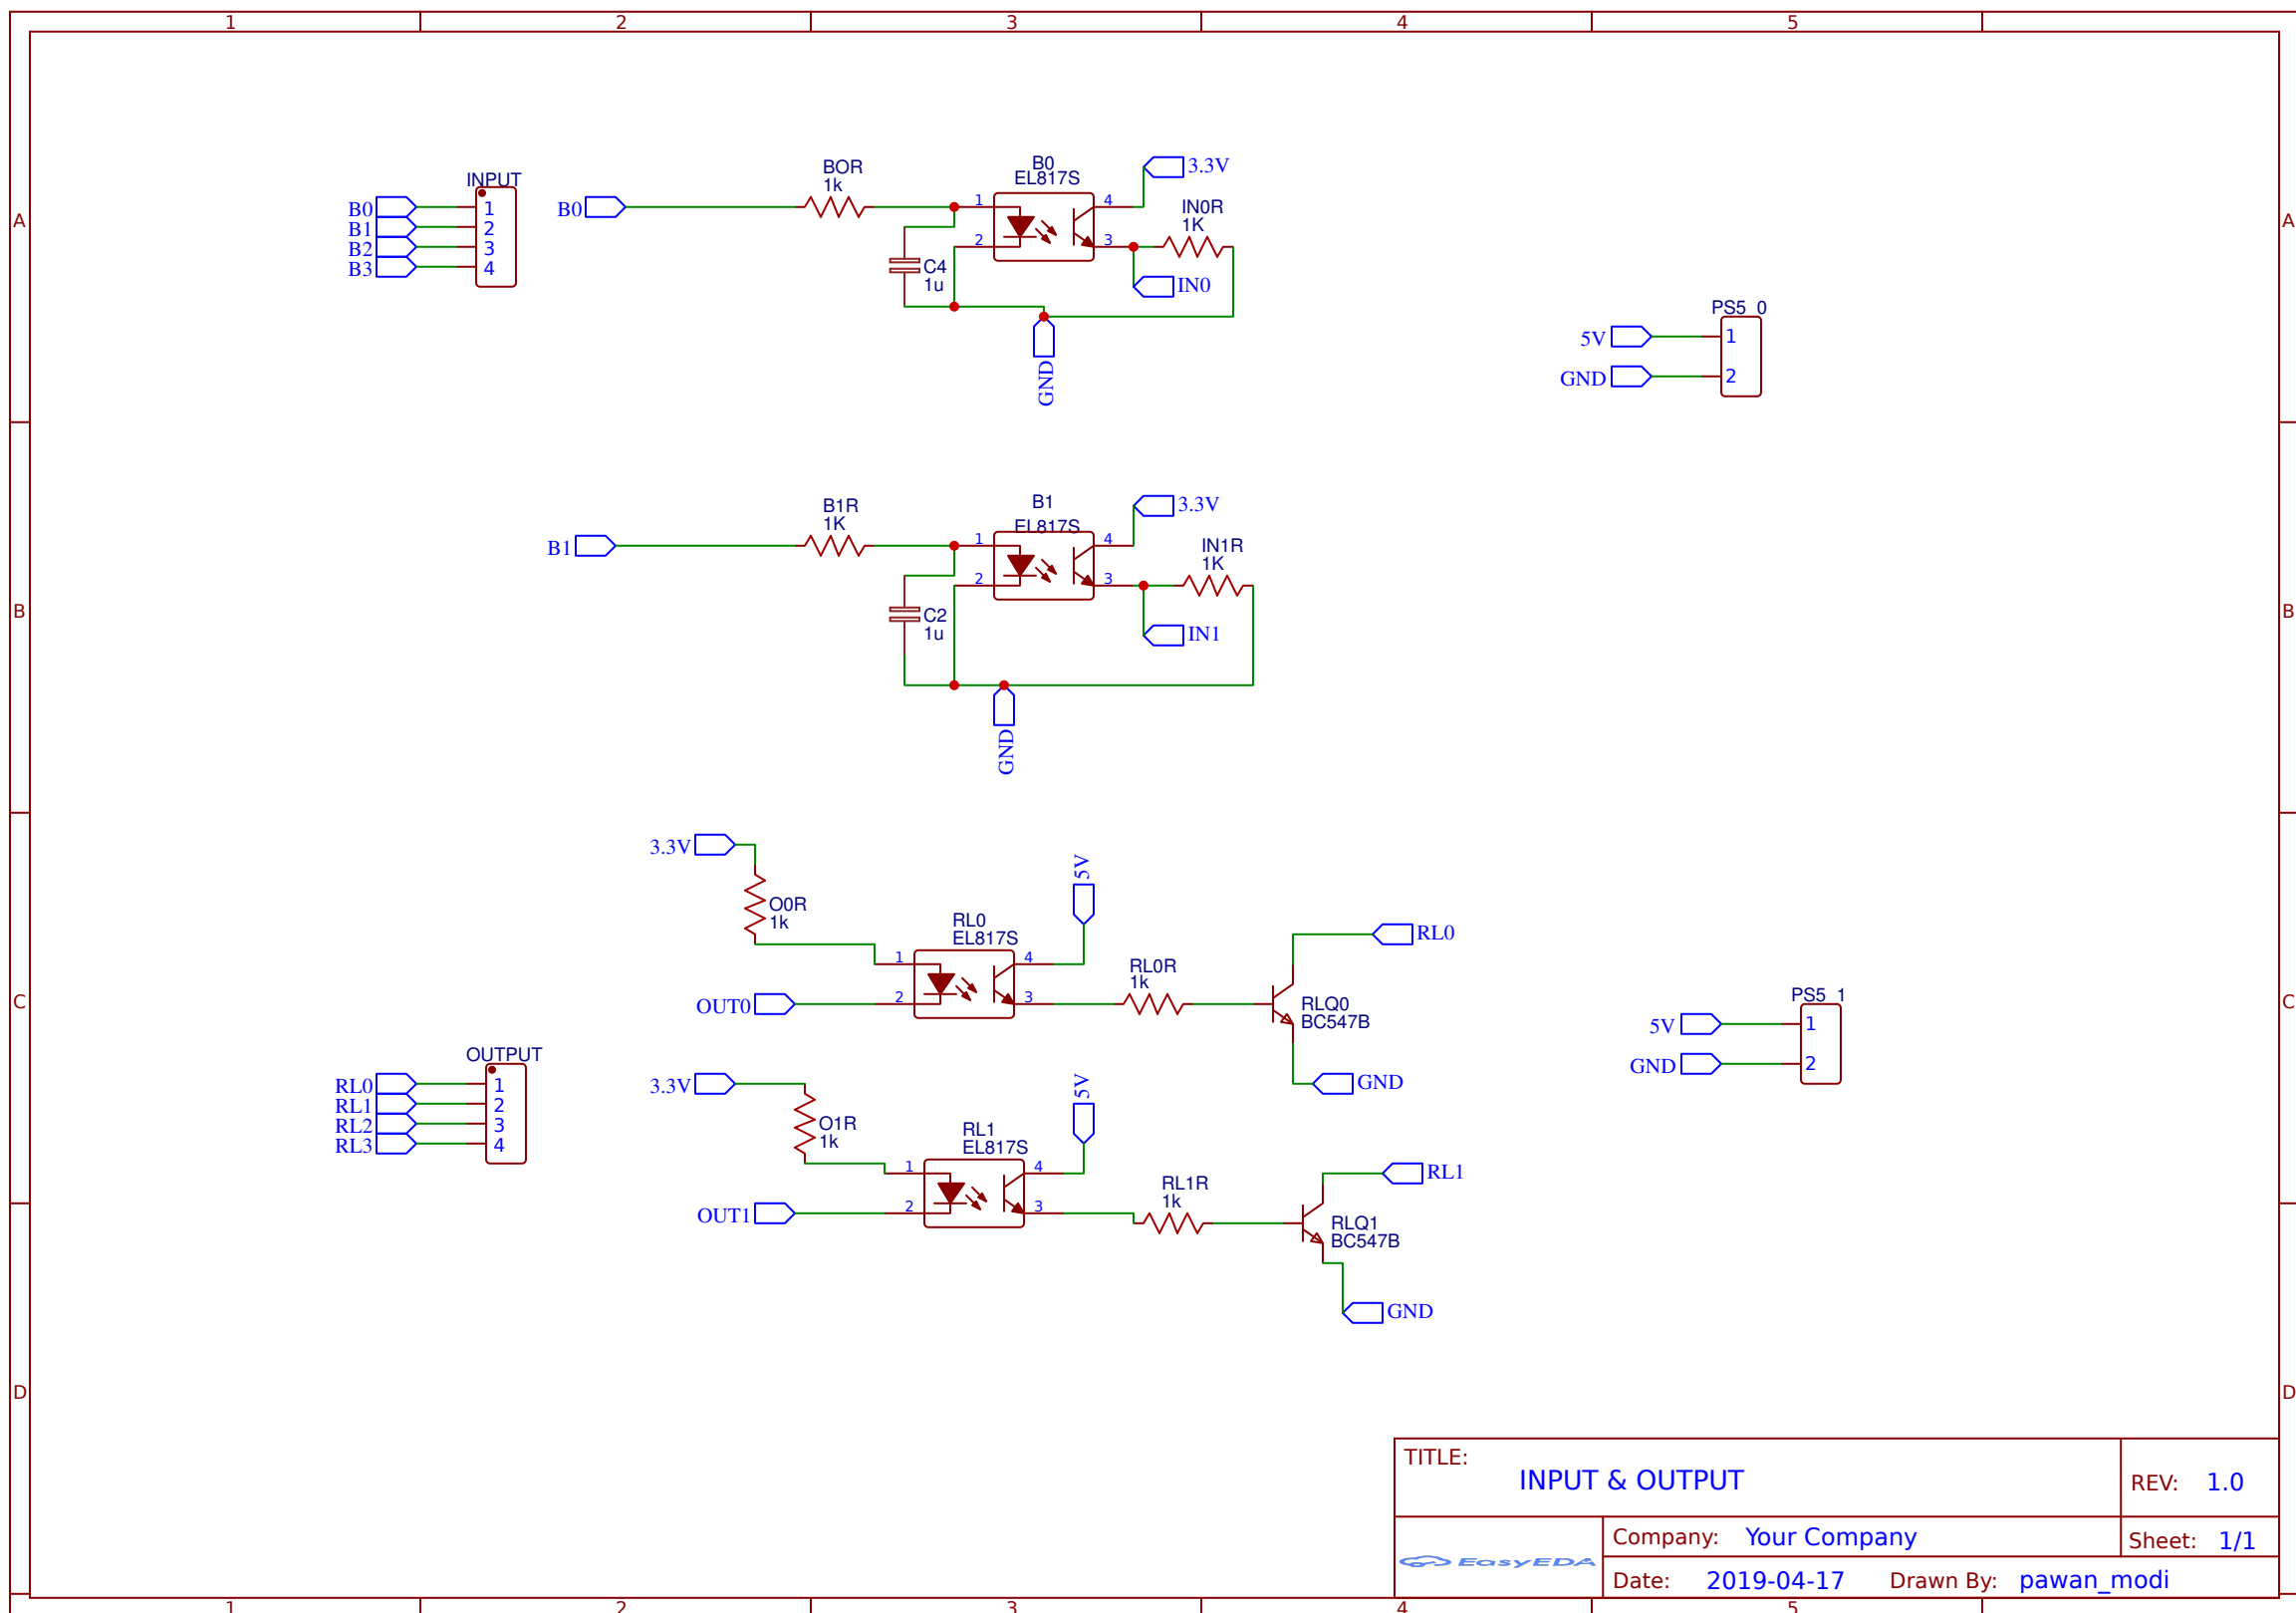 1 2 3 4 5
A
B
C
D
A
B
C
D
INPUT
B0 1
B1 2
B2 3
B3 4
B0
BOR
1k
B0
EL817S
1
2
4
3
3.3V
IN0R
1K
IN0
C4
1u
GND
PS5_0
5V 1
GND 2
B1
B1R
1K
B1
EL817S
1
2
4
3
3.3V
IN1R
1K
IN1
C2
1u
GND
3.3V
O0R
1k
RL0
EL817S
1
2
4
3
5V
OUT0
RL0R
1k
RL0
RLQ0
BC547B
GND
PS5_1
5V 1
GND 2
OUTPUT
RL0 1
RL1 2
RL2 3
RL3 4
3.3V
O1R
1k
RL1
EL817S
1
2
4
3
5V
OUT1
RL1R
1k
RL1
RLQ1
BC547B
GND
TITLE:
INPUT & OUTPUT
REV: 1.0
EasyEDA
Company: Your Company
Sheet: 1/1
Date: 2019-04-17 Drawn By: pawan_modi
1 2 3 4 5